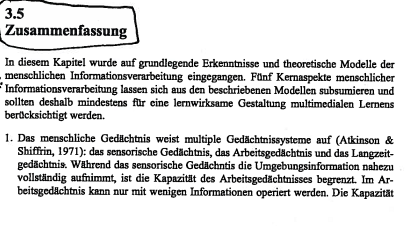 3.5
Zusammenfassung
In diesem Kapitel wurde auf grundlegende Erkenntnisse und theoretische Modelle der
menschlichen Informationsverarbeitung eingegangen. Fünf Kernaspekte menschlicher
Informationsverarbeitung lassen sich aus den beschriebenen Modellen subsumieren und
sollten deshalb mindestens für eine lernwirksame Gestaltung multimedialen Lernens
berücksichtigt werden.
1. Das menschliche Gedächtnis weist multiple Gedächtnissysteme auf (Atkinson &
Shiffrin, 1971): das sensorische Gedächtnis, das Arbeitsgedächtnis und das Langzeit-
gedächtnis. Während das sensorische Gedächntis die Umgebungsinformation nahezu
vollständig aufnimmt, ist die Kapazität des Arbeitsgedächtnisses begrenzt. Im Ar-
beitsgedächtnis kann nur mit wenigen Informationen operiert werden. Die Kapazität